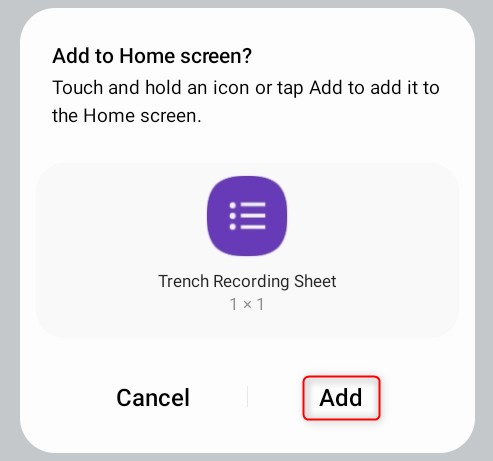 Add to Home screen?
Touch and hold an icon or tap Add to add it to
the Home screen.
Trench Recording Sheet
1 × 1
Cancel
Add